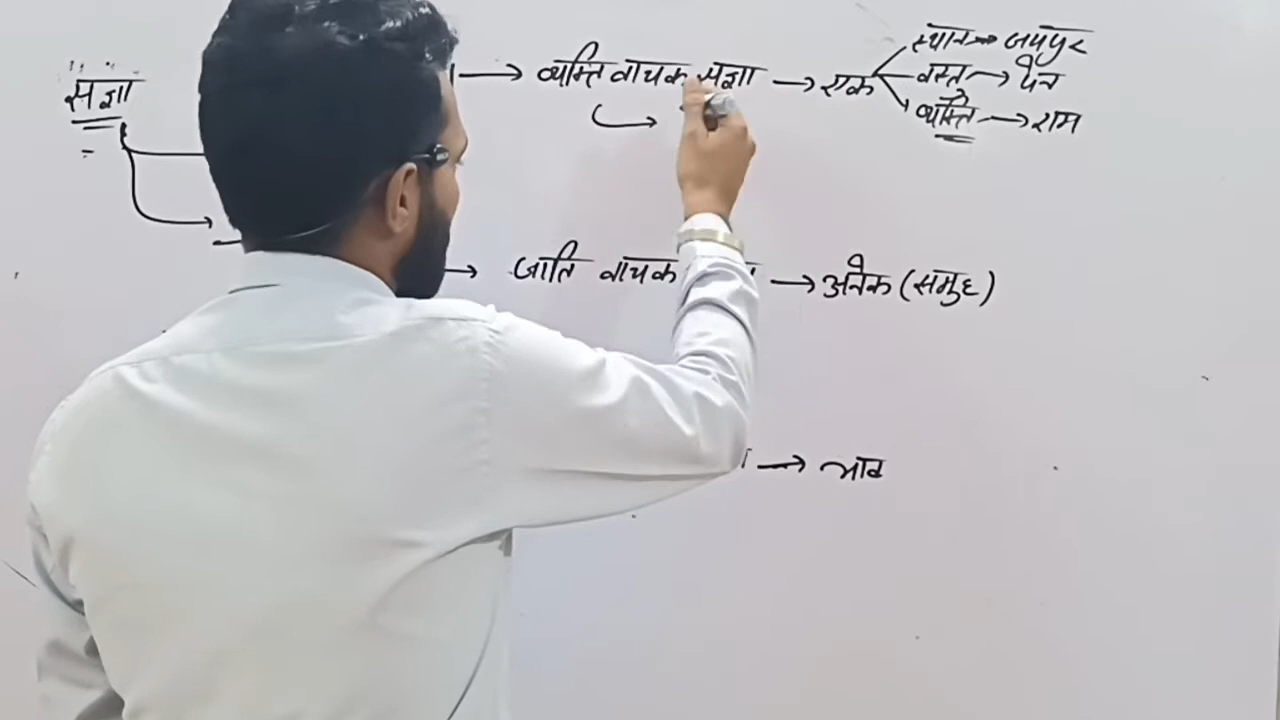 संज्ञा
व्यक्ति वाचक संज्ञा → एक
स्थान → जयपुर
वस्तु → पेन
व्यक्ति → राम
जाति वाचक → अनेक (समुह)
→ भाव